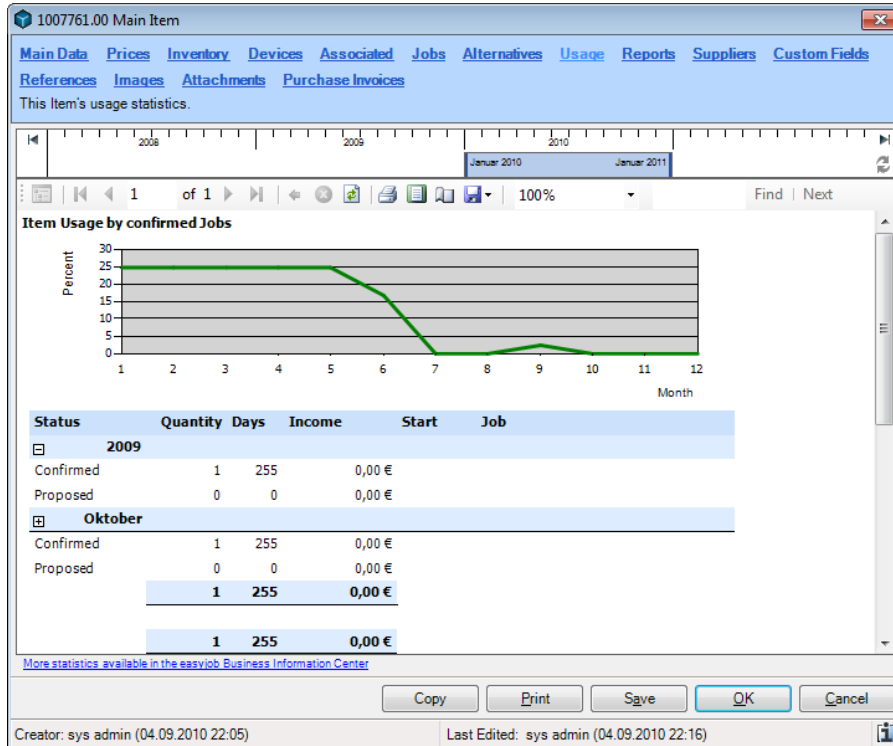 1007761.00 Main Item
Main Data Prices Inventory Devices Associated Jobs Alternatives Usage Reports Suppliers Custom Fields
References Images Attachments Purchase Invoices
This Item's usage statistics.
2008 2009 2010
Januar 2010 Januar 2011
1 of 1 100% Find | Next
Item Usage by confirmed Jobs
Percent
30
25
20
15
10
5
0
1 2 3 4 5 6 7 8 9 10 11 12
Month
Status Quantity Days Income Start Job
2009
Confirmed 1 255 0,00 €
Proposed 0 0 0,00 €
Oktober
Confirmed 1 255 0,00 €
Proposed 0 0 0,00 €
1 255 0,00 €
1 255 0,00 €
More statistics available in the easyjob Business Information Center
Copy Print Save OK Cancel
Creator: sys admin (04.09.2010 22:05) Last Edited: sys admin (04.09.2010 22:16)